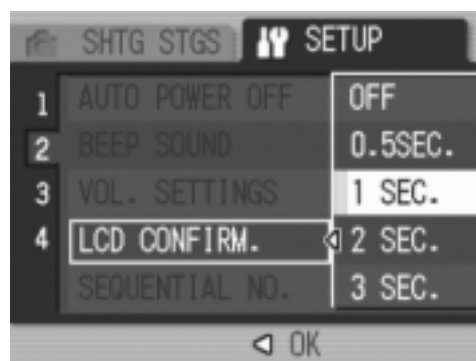 SHTG STGS SETUP
1 AUTO POWER OFF OFF
2 BEEP SOUND 0.5SEC.
3 VOL. SETTINGS 1 SEC.
4 LCD CONFIRM. 2 SEC.
SEQUENTIAL NO. 3 SEC.
OK